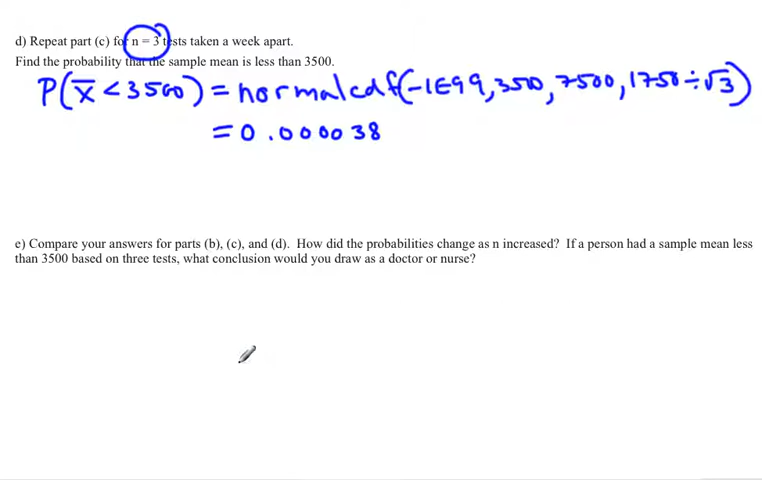 d) Repeat part (c) for n = 3 tests taken a week apart.
Find the probability that the sample mean is less than 3500.
P(x̅ < 3500) = normalcdf(-1E99, 3500, 7500, 1750 ÷ √3)
= 0.000038
e) Compare your answers for parts (b), (c), and (d). How did the probabilities change as n increased? If a person had a sample mean less
than 3500 based on three tests, what conclusion would you draw as a doctor or nurse?